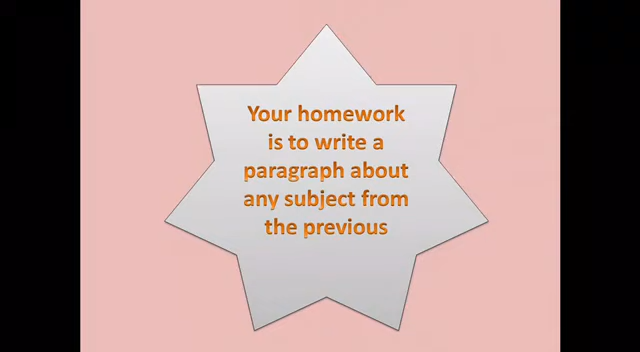 Your homework
is to write a
paragraph about
any subject from
the previous